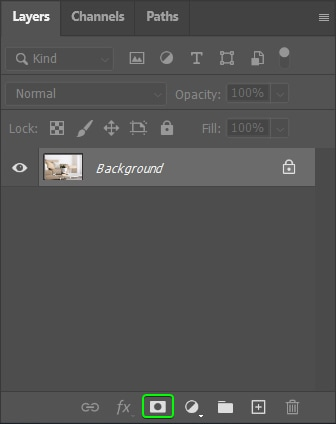 Layers Channels Paths
Kind
Normal Opacity: 100%
Lock: Fill: 100%
Background
fx